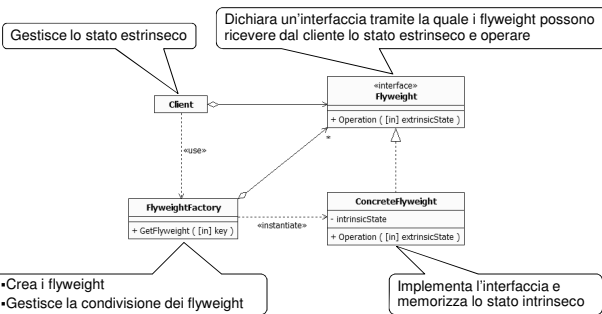 Gestisce lo stato estrinseco
Dichiara un'interfaccia tramite la quale i flyweight possono
ricevere dal cliente lo stato estrinseco e operare
Client
«interface»
Flyweight
+ Operation ( [in] extrinsicState )
«use»
*
FlyweightFactory
+ GetFlyweight ( [in] key )
«instantiate»
ConcreteFlyweight
- intrinsicState
+ Operation ( [in] extrinsicState )
▪Crea i flyweight
▪Gestisce la condivisione dei flyweight
Implementa l'interfaccia e
memorizza lo stato intrinseco